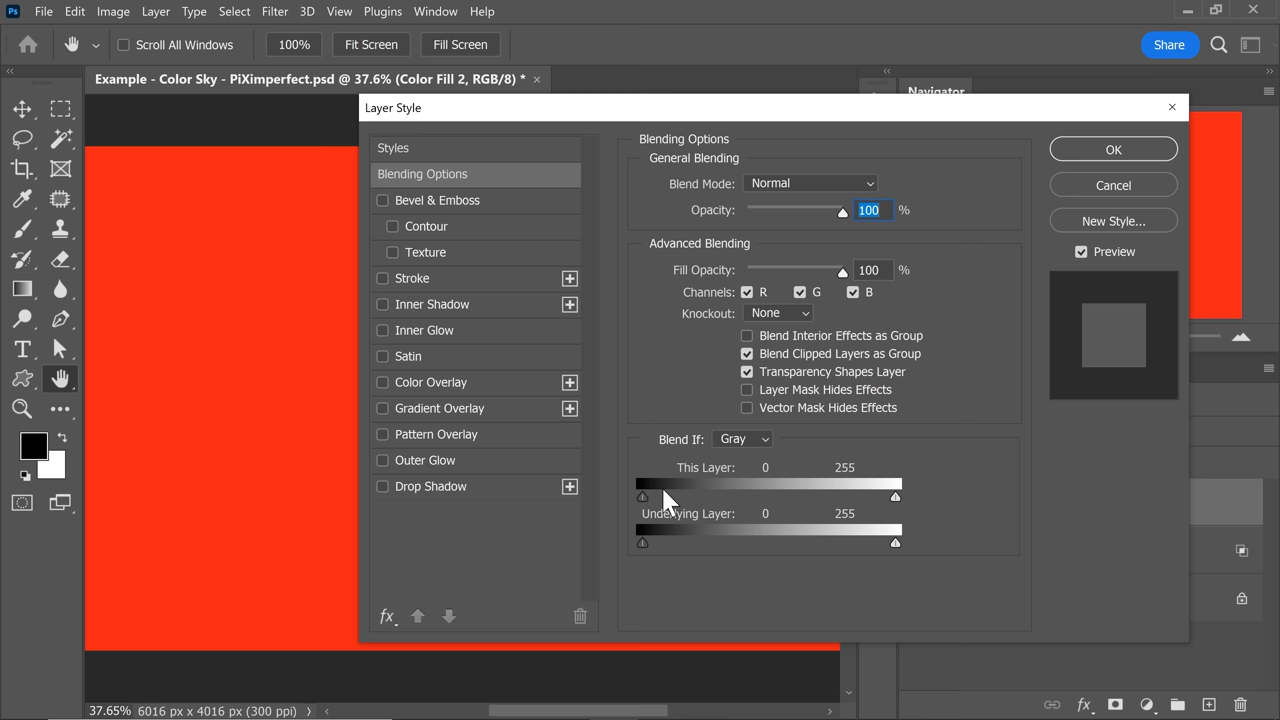 Ps File Edit Image Layer Type Select Filter 3D View Plugins Window Help
Scroll All Windows 100% Fit Screen Fill Screen Share
Example - Color Sky - PiXimperfect.psd @ 37.6% (Color Fill 2, RGB/8) *
Navigator
Layer Style
Styles
Blending Options
Bevel & Emboss
Contour
Texture
Stroke
Inner Shadow
Inner Glow
Satin
Color Overlay
Gradient Overlay
Pattern Overlay
Outer Glow
Drop Shadow
fx
Blending Options
General Blending
Blend Mode: Normal
Opacity: 100 %
Advanced Blending
Fill Opacity: 100 %
Channels: R G B
Knockout: None
Blend Interior Effects as Group
Blend Clipped Layers as Group
Transparency Shapes Layer
Layer Mask Hides Effects
Vector Mask Hides Effects
Blend If: Gray
This Layer: 0 255
Underlying Layer: 0 255
OK
Cancel
New Style...
Preview
37.65% 6016 px x 4016 px (300 ppi)
fx